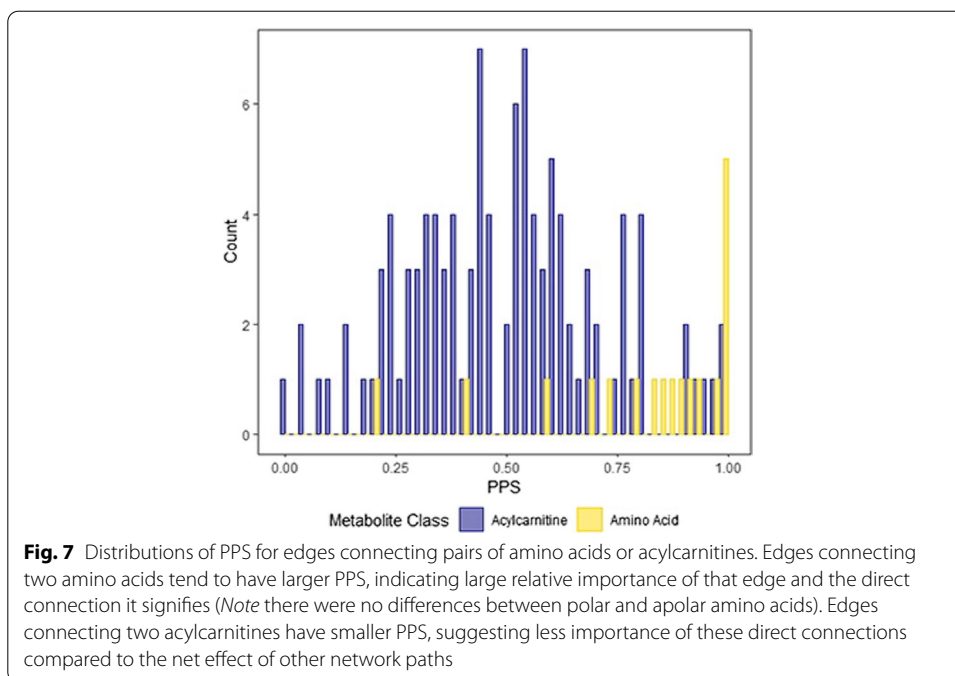 6
4
2
0
Count
0.00 0.25 0.50 0.75 1.00
PPS
Metabolite Class Acylcarnitine Amino Acid
Fig. 7 Distributions of PPS for edges connecting pairs of amino acids or acylcarnitines. Edges connecting
two amino acids tend to have larger PPS, indicating large relative importance of that edge and the direct
connection it signifies (Note there were no differences between polar and apolar amino acids). Edges
connecting two acylcarnitines have smaller PPS, suggesting less importance of these direct connections
compared to the net effect of other network paths